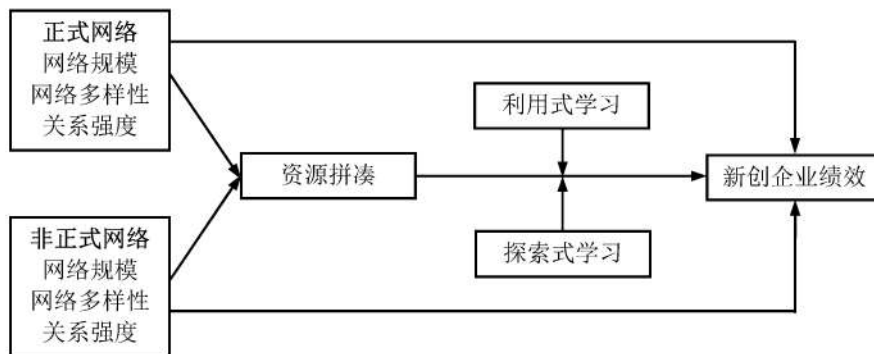 正式网络
网络规模
网络多样性
关系强度
利用式学习
资源拼凑
新创企业绩效
探索式学习
非正式网络
网络规模
网络多样性
关系强度